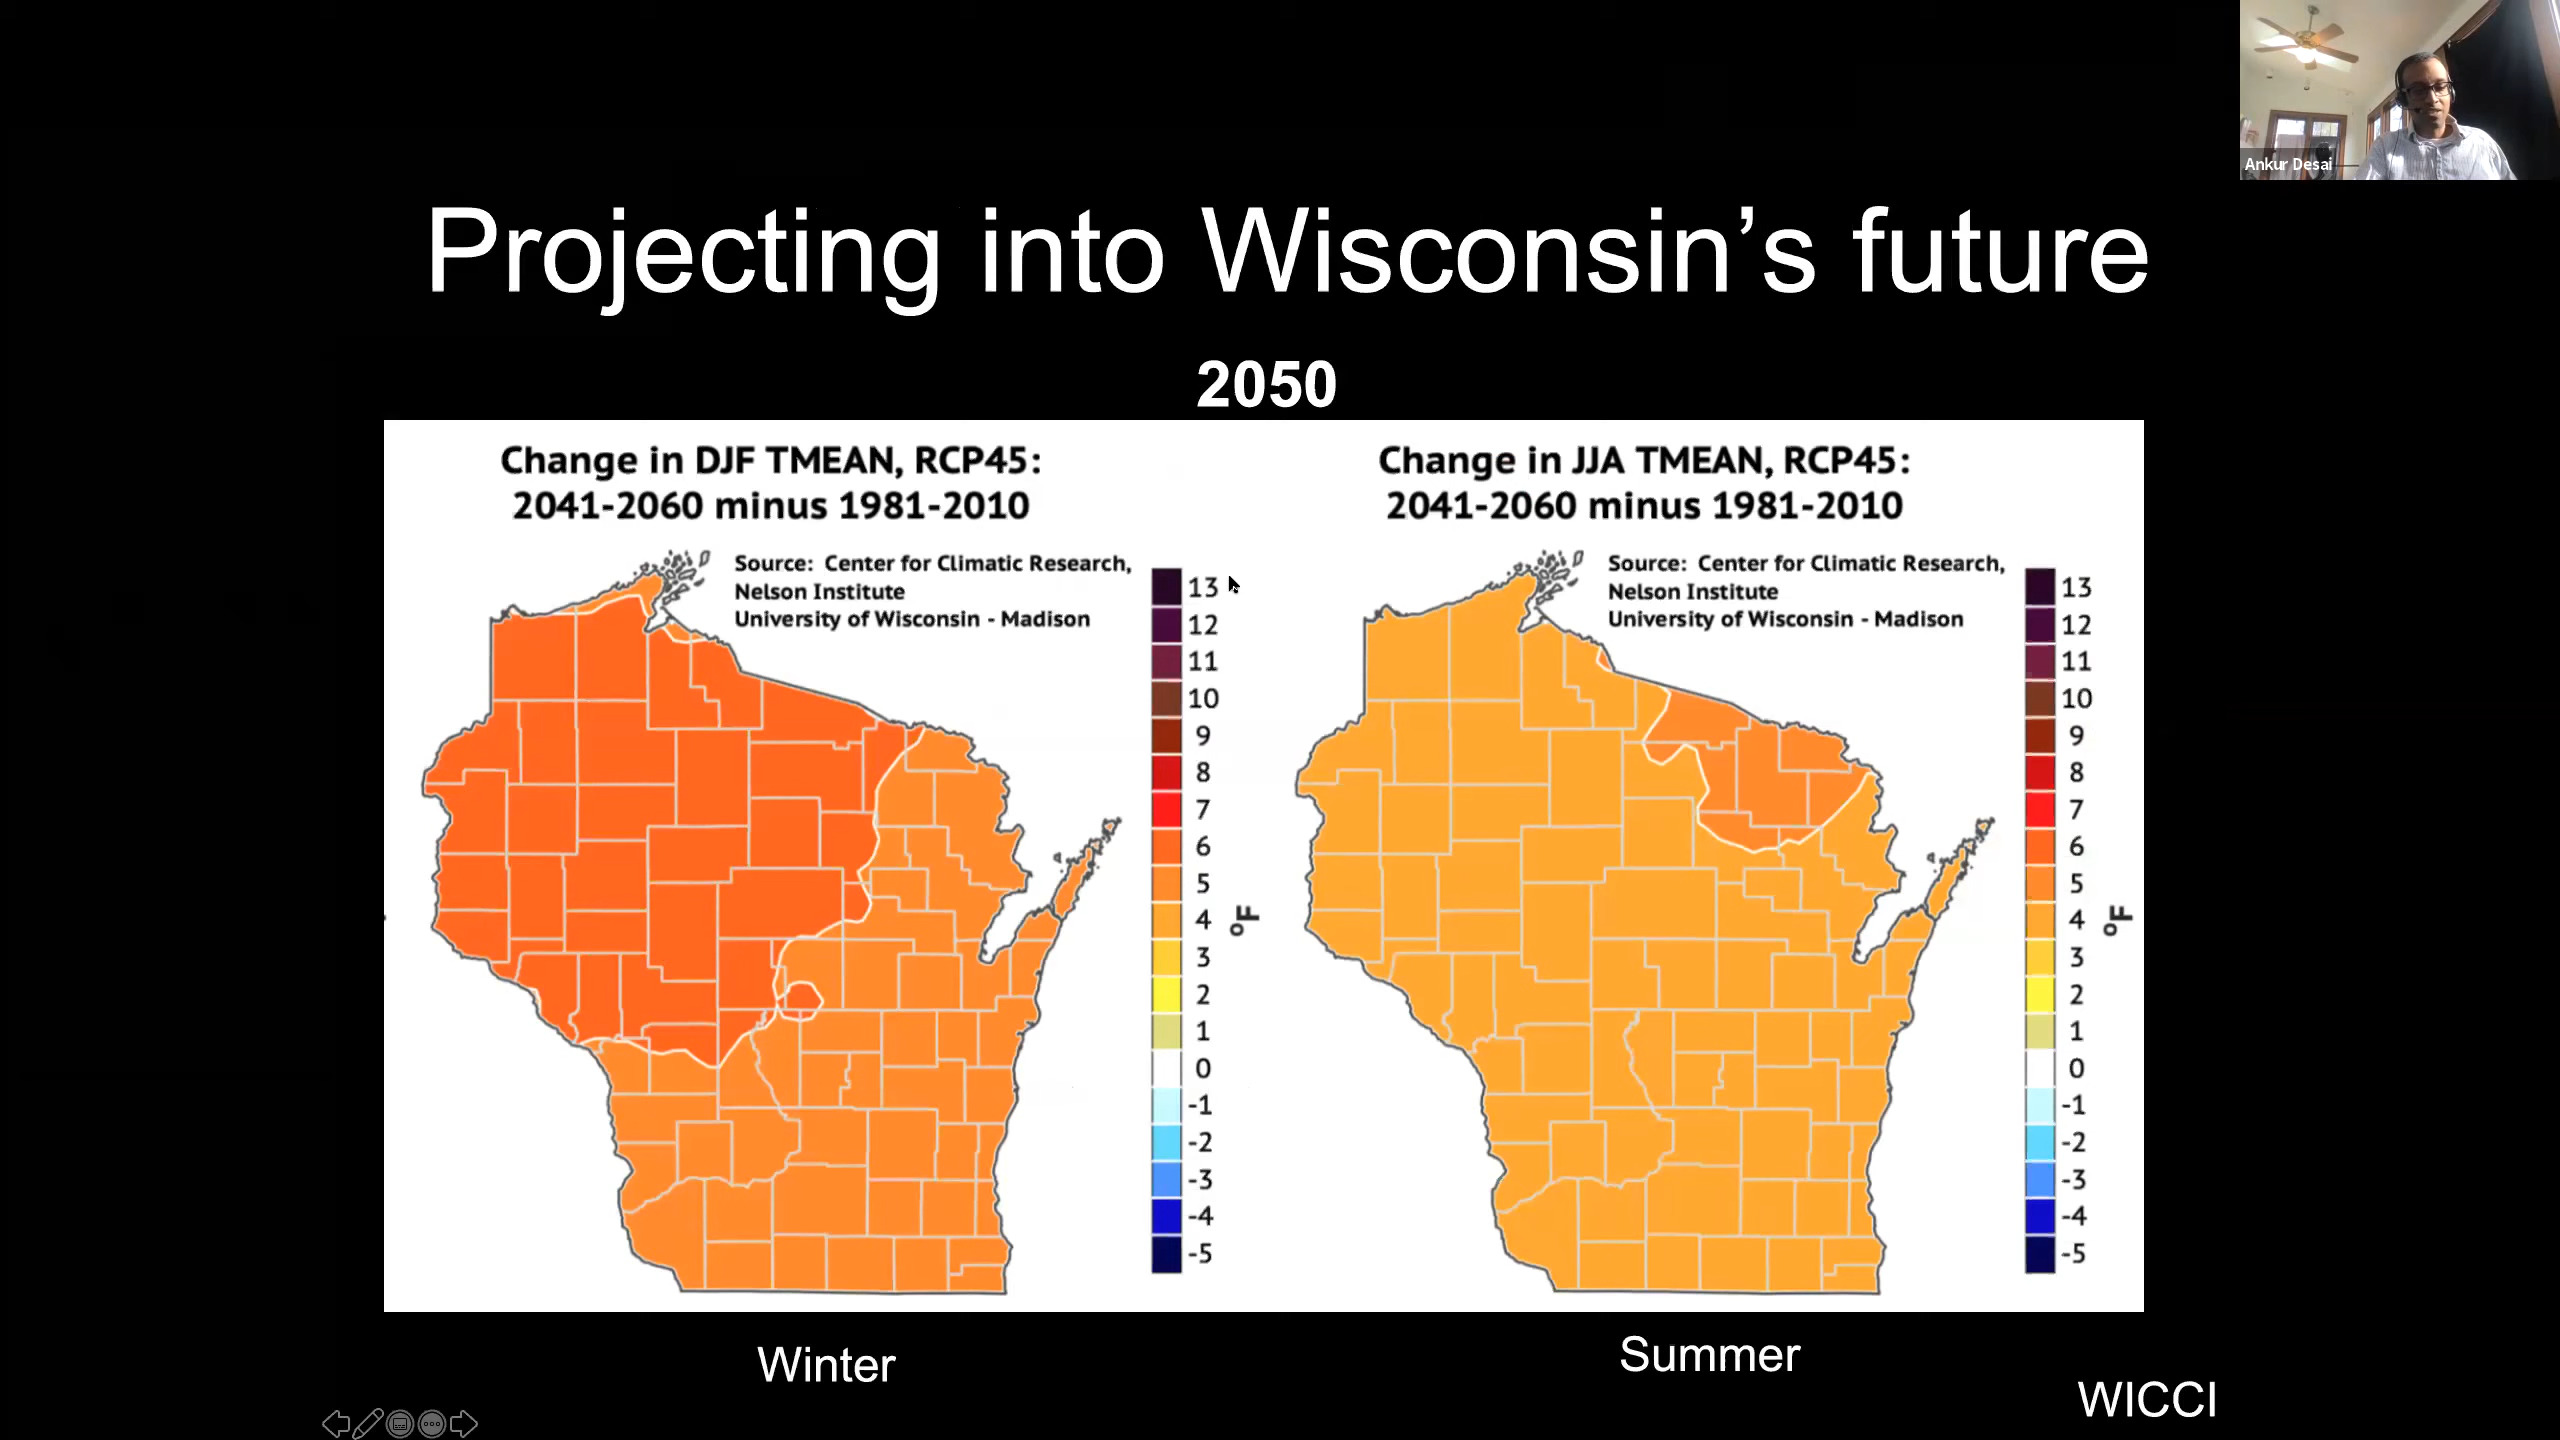 Ankur Desai
Projecting into Wisconsin’s future
2050
Change in DJF TMEAN, RCP45:
2041-2060 minus 1981-2010
Source: Center for Climatic Research,
Nelson Institute
University of Wisconsin - Madison
13
12
11
10
9
8
7
6
5
4
3
2
1
0
-1
-2
-3
-4
-5
°F
Change in JJA TMEAN, RCP45:
2041-2060 minus 1981-2010
Source: Center for Climatic Research,
Nelson Institute
University of Wisconsin - Madison
13
12
11
10
9
8
7
6
5
4
3
2
1
0
-1
-2
-3
-4
-5
°F
Winter
Summer
WICCI